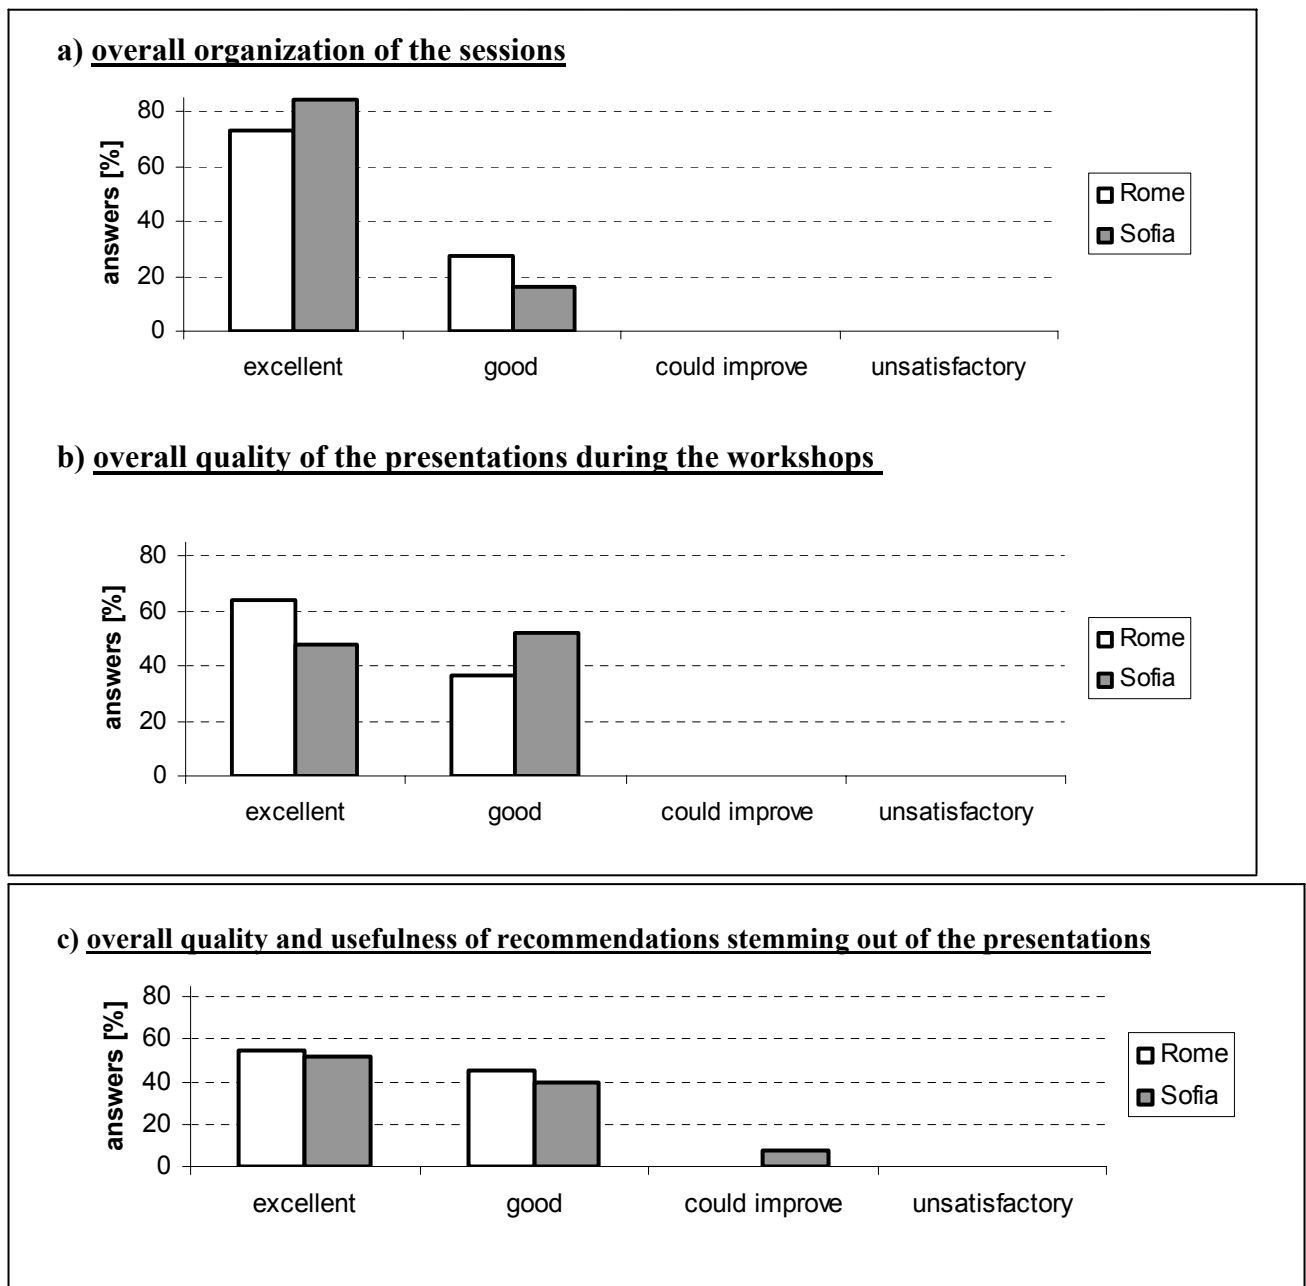 a) overall organization of the sessions
80
60
40
20
0
answers [%]
excellent good could improve unsatisfactory
Rome
Sofia
b) overall quality of the presentations during the workshops
80
60
40
20
0
answers [%]
excellent good could improve unsatisfactory
Rome
Sofia
c) overall quality and usefulness of recommendations stemming out of the presentations
80
60
40
20
0
answers [%]
excellent good could improve unsatisfactory
Rome
Sofia